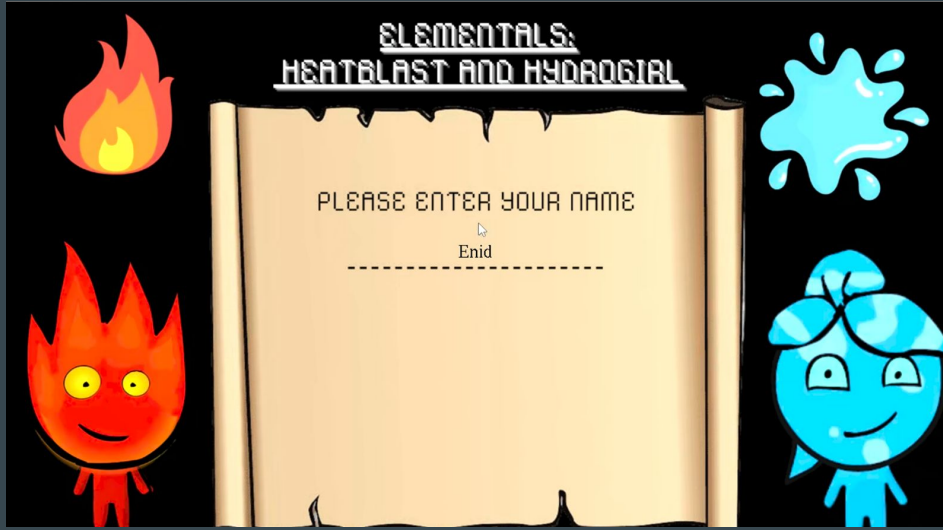 ELEMENTALS:
HEATBLAST AND HYDROGIRL
PLEASE ENTER YOUR NAME
Enid
----------------------